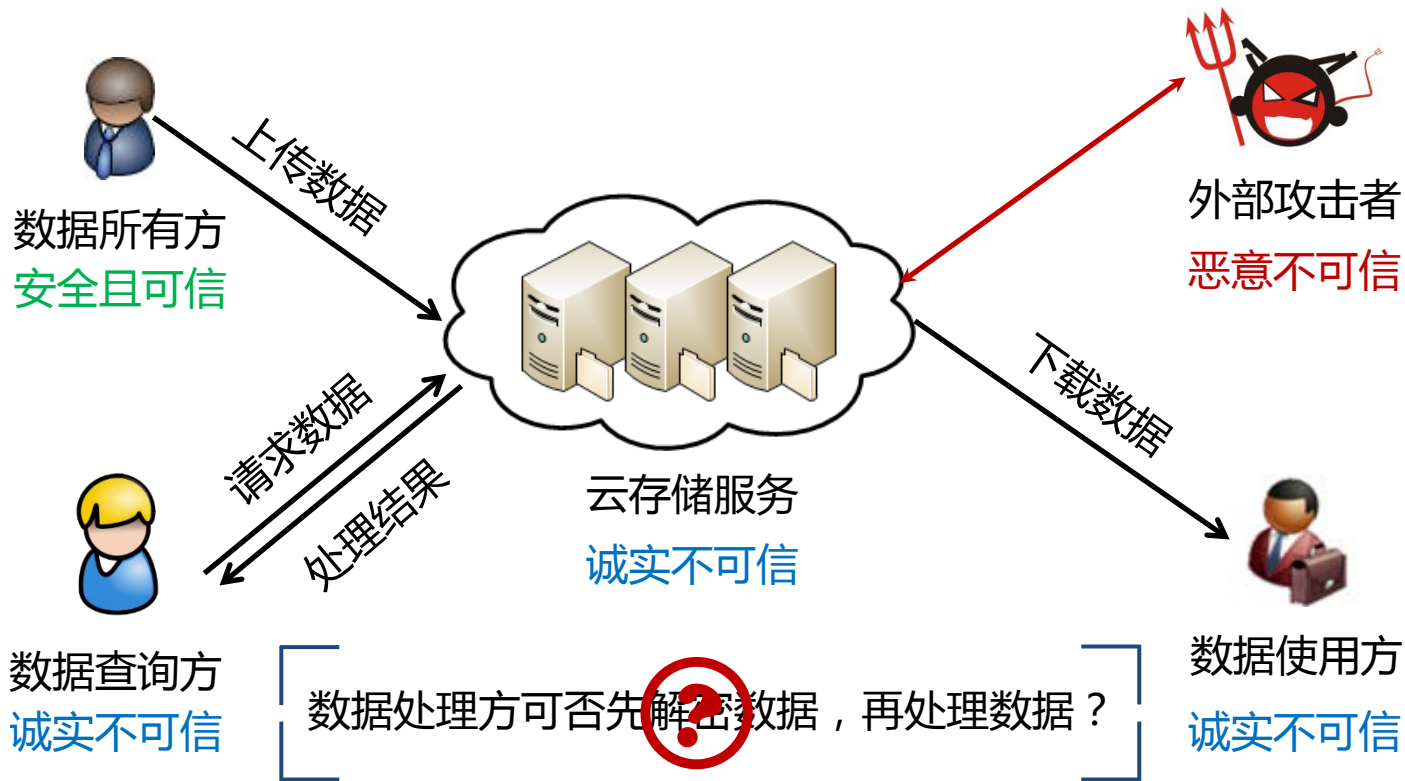 上传数据
数据所有方
安全且可信
外部攻击者
恶意不可信
请求数据
处理结果
云存储服务
诚实不可信
下载数据
数据查询方
诚实不可信
数据处理方可否先解密数据，再处理数据？
?
数据使用方
诚实不可信